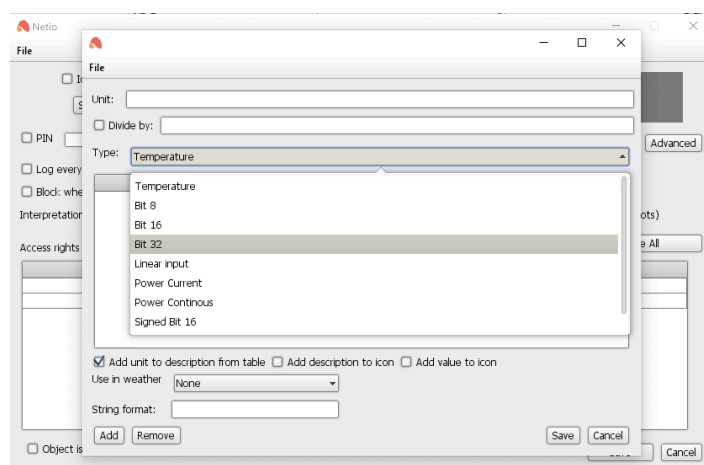 Netio
File
File
Unit:
Divide by:
PIN
Advanced
Type:
Temperature
Log every
Temperature
Block: whe
Bit 8
Interpretation
ots)
Bit 16
Access rights
Bit 32
e All
Linear input
Power Current
Power Continous
Signed Bit 16
Add unit to description from table Add description to icon Add value to icon
Use in weather None
String format:
Add Remove Save Cancel
Object is
Cancel